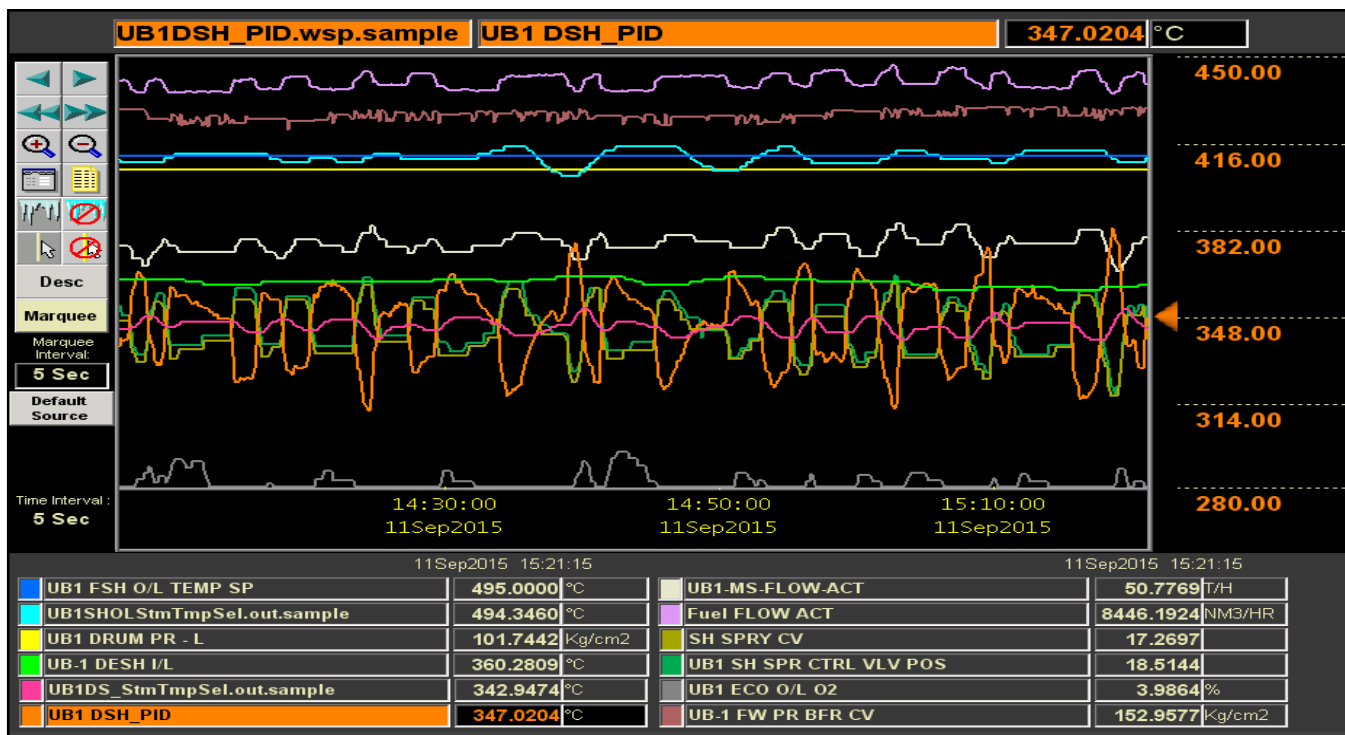 UB1DSH_PID.wsp.sample UB1 DSH_PID 347.0204 °C
450.00
416.00
382.00
Desc
Marquee
Marquee
Interval:
5 Sec
348.00
Default
Source
314.00
Time Interval :
5 Sec
280.00
14:30:00 14:50:00 15:10:00
11Sep2015 11Sep2015 11Sep2015
11Sep2015 15:21:15 11Sep2015 15:21:15
UB1 FSH O/L TEMP SP 495.0000 °C UB1-MS-FLOW-ACT 50.7769 T/H
UB1SHOLStmTmpSel.out.sample 494.3460 °C Fuel FLOW ACT 8446.1924 NM3/HR
UB1 DRUM PR - L 101.7442 Kg/cm2 SH SPRY CV 17.2697
UB-1 DESH I/L 360.2809 °C UB1 SH SPR CTRL VLV POS 18.5144
UB1DS_StmTmpSel.out.sample 342.9474 °C UB1 ECO O/L O2 3.9864 %
UB1 DSH_PID 347.0204 °C UB-1 FW PR BFR CV 152.9577 Kg/cm2